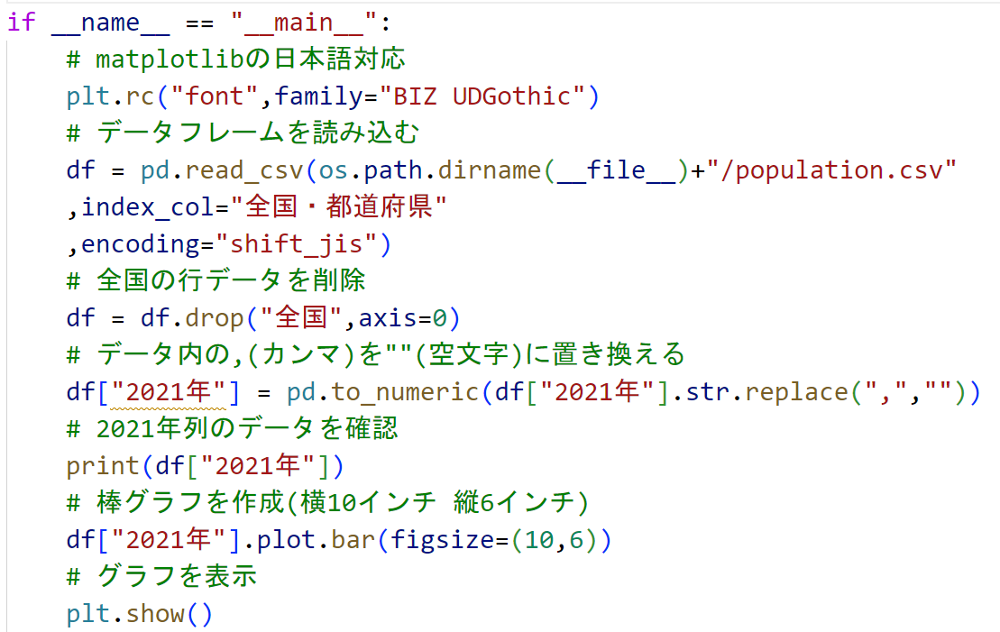 if __name__ == "__main__":
    # matplotlibの日本語対応
    plt.rc("font",family="BIZ UDGothic")
    # データフレームを読み込む
    df = pd.read_csv(os.path.dirname(__file__)+"/population.csv"
    ,index_col="全国・都道府県"
    ,encoding="shift_jis")
    # 全国の行データを削除
    df = df.drop("全国",axis=0)
    # データ内の,(カンマ)を""(空文字)に置き換える
    df["2021年"] = pd.to_numeric(df["2021年"].str.replace(",",""))
    # 2021年列のデータを確認
    print(df["2021年"])
    # 棒グラフを作成(横10インチ 縦6インチ)
    df["2021年"].plot.bar(figsize=(10,6))
    # グラフを表示
    plt.show()